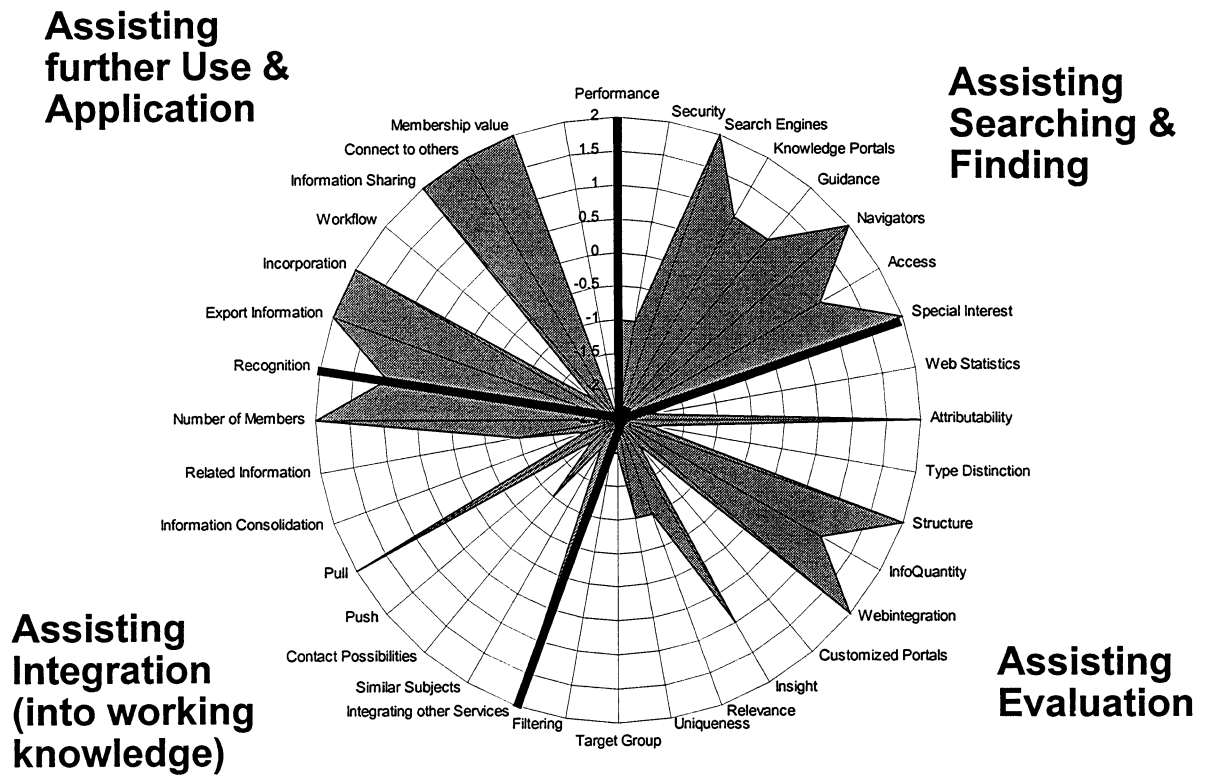 Assisting
further Use &
Application
Assisting
Searching &
Finding
Performance
Security
Search Engines
Knowledge Portals
Guidance
Navigators
Access
Special Interest
Web Statistics
Attributability
Type Distinction
Structure
InfoQuantity
Webintegration
Customized Portals
Insight
Relevance
Uniqueness
Target Group
Filtering
Integrating other Services
Similar Subjects
Contact Possibilities
Push
Pull
Information Consolidation
Related Information
Number of Members
Recognition
Export Information
Incorporation
Workflow
Information Sharing
Connect to others
Membership value
2
1.5
1
0.5
0
-0.5
-1
-1.5
-2
Assisting
Integration
(into working
knowledge)
Assisting
Evaluation